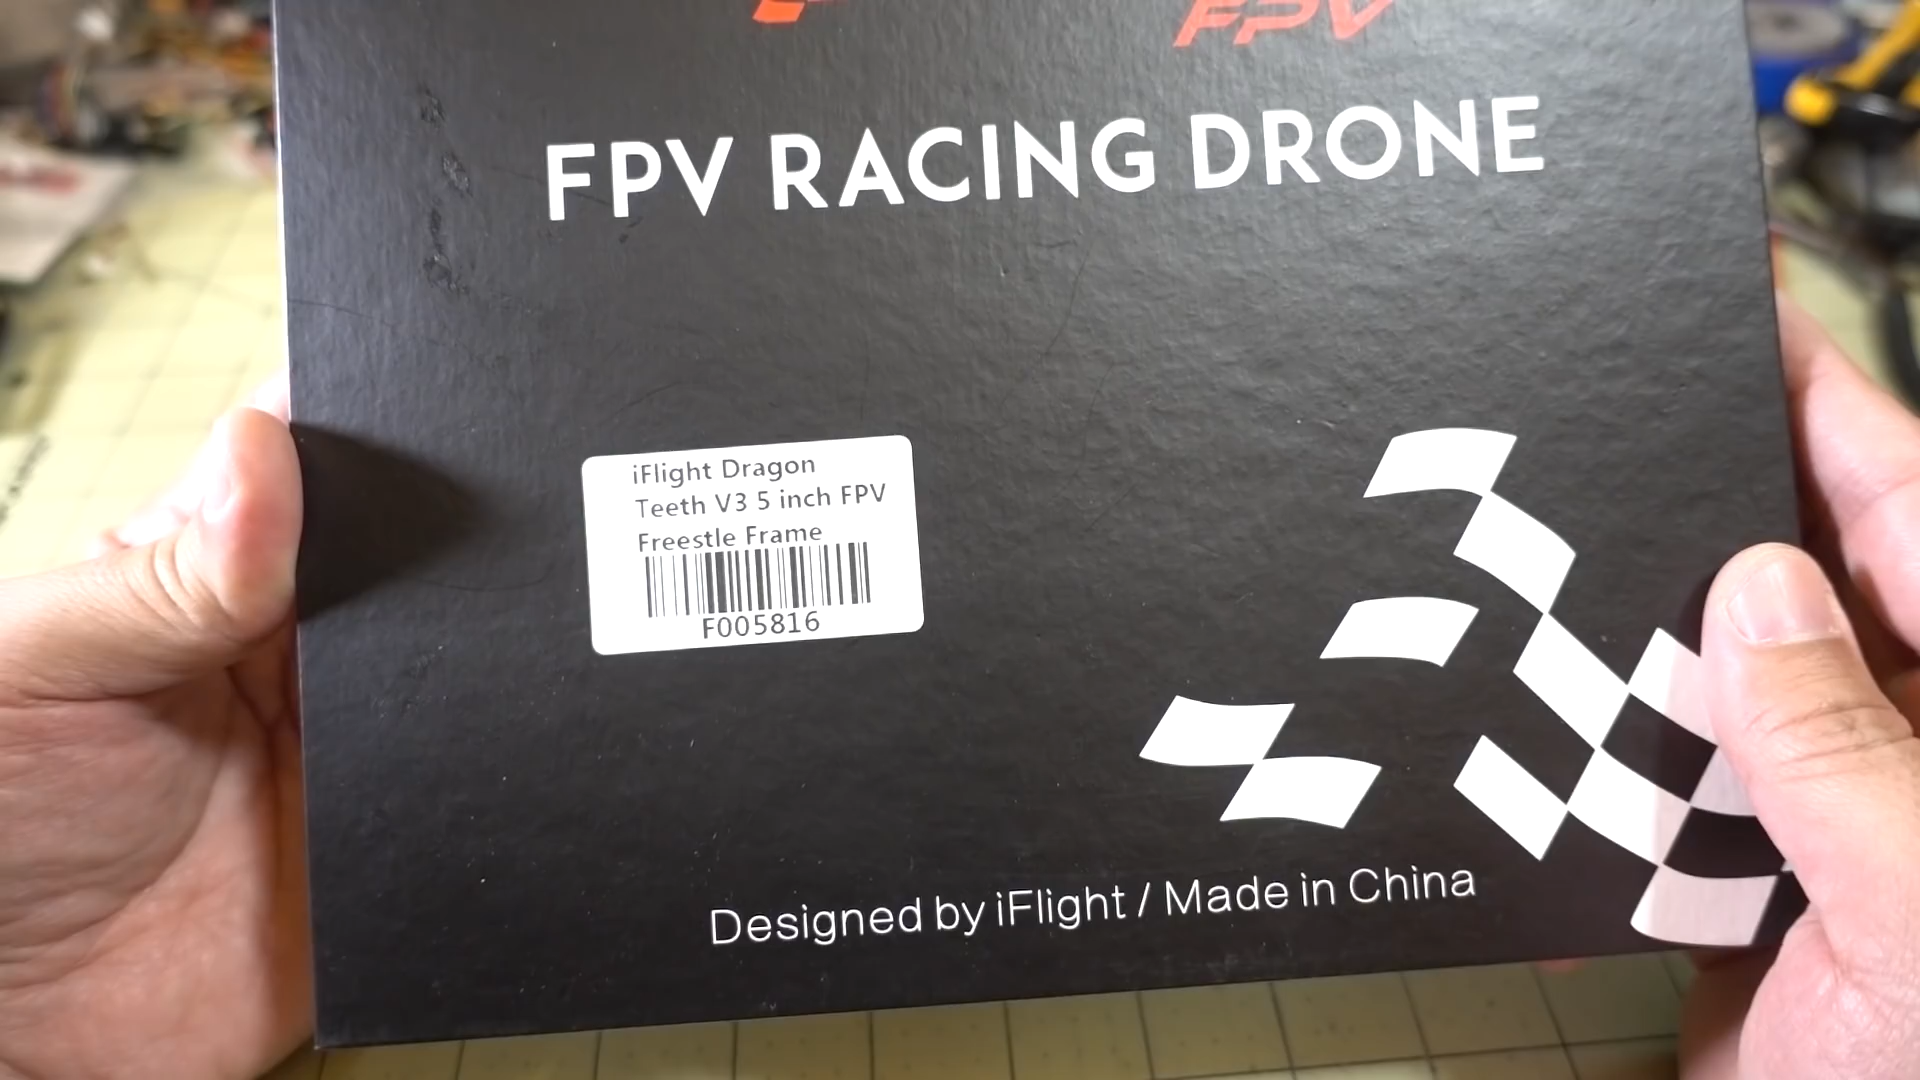 FPV
FPV RACING DRONE
iFlight Dragon
Teeth V3 5 inch FPV
Freestle Frame
F005816
Designed by iFlight / Made in China